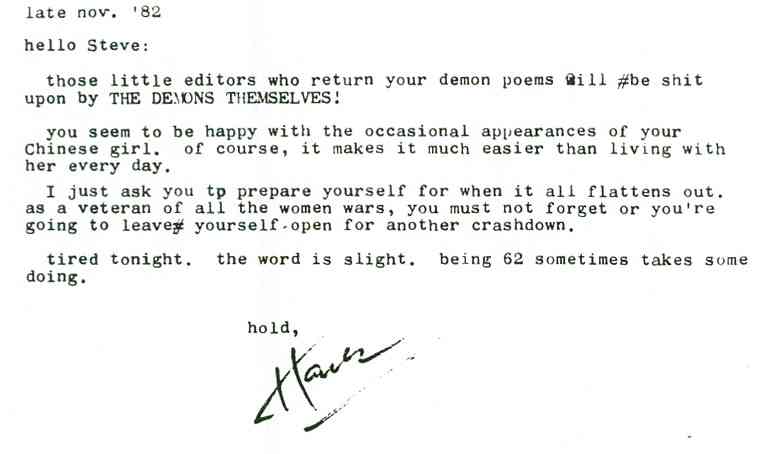 late nov. '82
hello Steve:
those little editors who return your demon poems will #be shit
upon by THE DEMONS THEMSELVES!
you seem to be happy with the occasional appearances of your
Chinese girl. of course, it makes it much easier than living with
her every day.
I just ask you tp prepare yourself for when it all flattens out.
as a veteran of all the women wars, you must not forget or you're
going to leave# yourself-open for another crashdown.
tired tonight. the word is slight. being 62 sometimes takes some
doing.
hold,